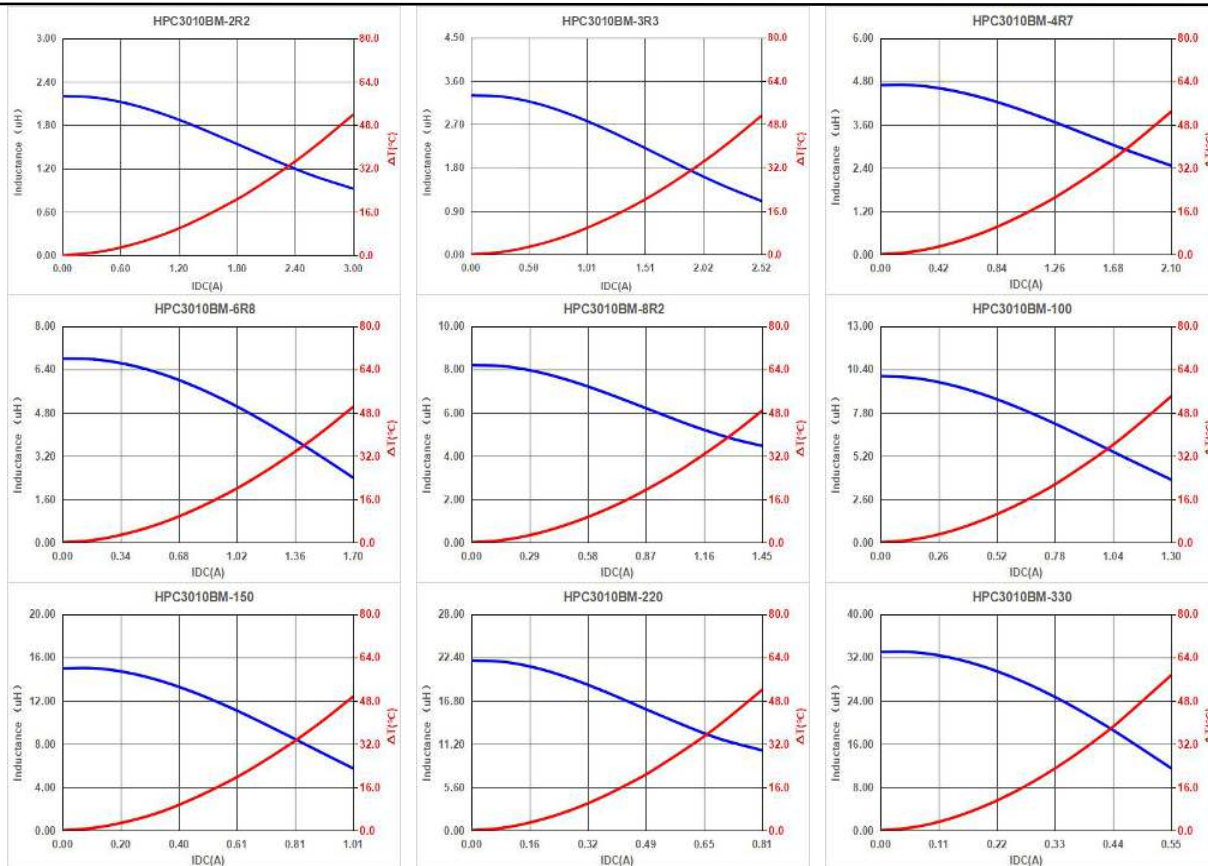 HPC3010BM-2R2
3.00
2.40
1.80
1.20
0.60
0.00
Inductance (uH)
80.0
64.0
48.0
32.0
16.0
0.0
ΔT(℃)
0.00 0.60 1.20 1.80 2.40 3.00
IDC(A)
HPC3010BM-3R3
4.50
3.60
2.70
1.80
0.90
0.00
Inductance (uH)
80.0
64.0
48.0
32.0
16.0
0.0
ΔT(℃)
0.00 0.50 1.01 1.51 2.02 2.52
IDC(A)
HPC3010BM-4R7
6.00
4.80
3.60
2.40
1.20
0.00
Inductance (uH)
80.0
64.0
48.0
32.0
16.0
0.0
ΔT(℃)
0.00 0.42 0.84 1.26 1.68 2.10
IDC(A)
HPC3010BM-6R8
8.00
6.40
4.80
3.20
1.60
0.00
Inductance (uH)
80.0
64.0
48.0
32.0
16.0
0.0
ΔT(℃)
0.00 0.34 0.68 1.02 1.36 1.70
IDC(A)
HPC3010BM-8R2
10.00
8.00
6.00
4.00
2.00
0.00
Inductance (uH)
80.0
64.0
48.0
32.0
16.0
0.0
ΔT(℃)
0.00 0.29 0.58 0.87 1.16 1.45
IDC(A)
HPC3010BM-100
13.00
10.40
7.80
5.20
2.60
0.00
Inductance (uH)
80.0
64.0
48.0
32.0
16.0
0.0
ΔT(℃)
0.00 0.26 0.52 0.78 1.04 1.30
IDC(A)
HPC3010BM-150
20.00
16.00
12.00
8.00
4.00
0.00
Inductance (uH)
80.0
64.0
48.0
32.0
16.0
0.0
ΔT(℃)
0.00 0.20 0.40 0.61 0.81 1.01
IDC(A)
HPC3010BM-220
28.00
22.40
16.80
11.20
5.60
0.00
Inductance (uH)
80.0
64.0
48.0
32.0
16.0
0.0
ΔT(℃)
0.00 0.16 0.32 0.49 0.65 0.81
IDC(A)
HPC3010BM-330
40.00
32.00
24.00
16.00
8.00
0.00
Inductance (uH)
80.0
64.0
48.0
32.0
16.0
0.0
ΔT(℃)
0.00 0.11 0.22 0.33 0.44 0.55
IDC(A)